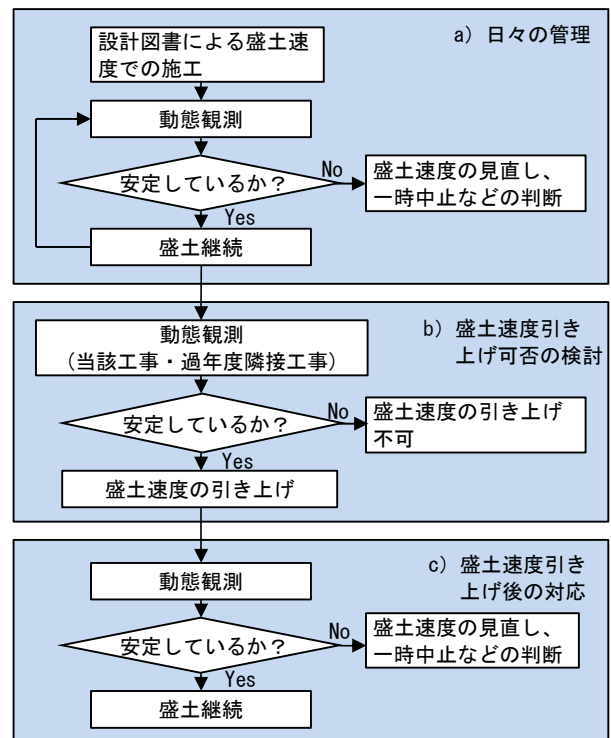 a) 日々の管理
設計図書による盛土速
度での施工
動態観測
安定しているか？
No
盛土速度の見直し、
一時中止などの判断
Yes
盛土継続
b) 盛土速度引き
上げ可否の検討
動態観測
（当該工事・過年度隣接工事）
安定しているか？
No
盛土速度の引き上げ
不可
Yes
盛土速度の引き上げ
c) 盛土速度引き
上げ後の対応
動態観測
安定しているか？
No
盛土速度の見直し、
一時中止などの判断
Yes
盛土継続